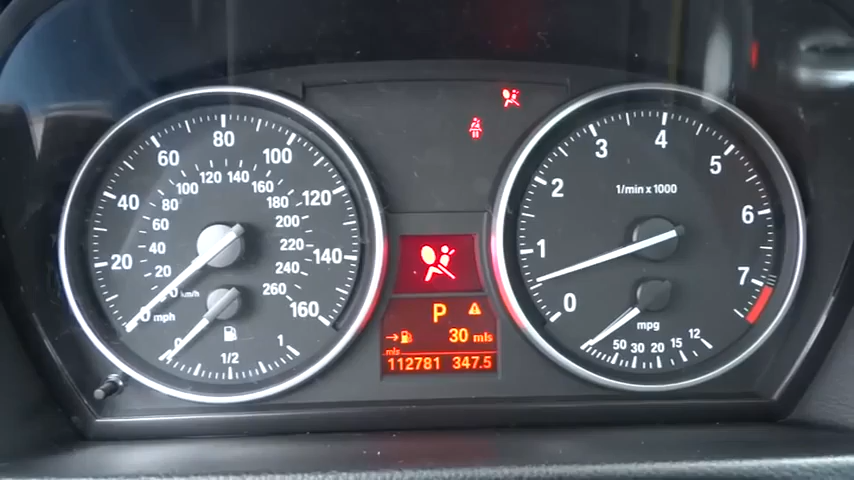 20 40 60 80 100 120 140 160
20 40 60 80 100 120 140 160 180 200 220 240 260
0 km/h
0 mph
0 1/2 1
P
30 mls
mls
112781 347.5
1/min x 1000
0 1 2 3 4 5 6 7
mpg
50 30 20 15 12